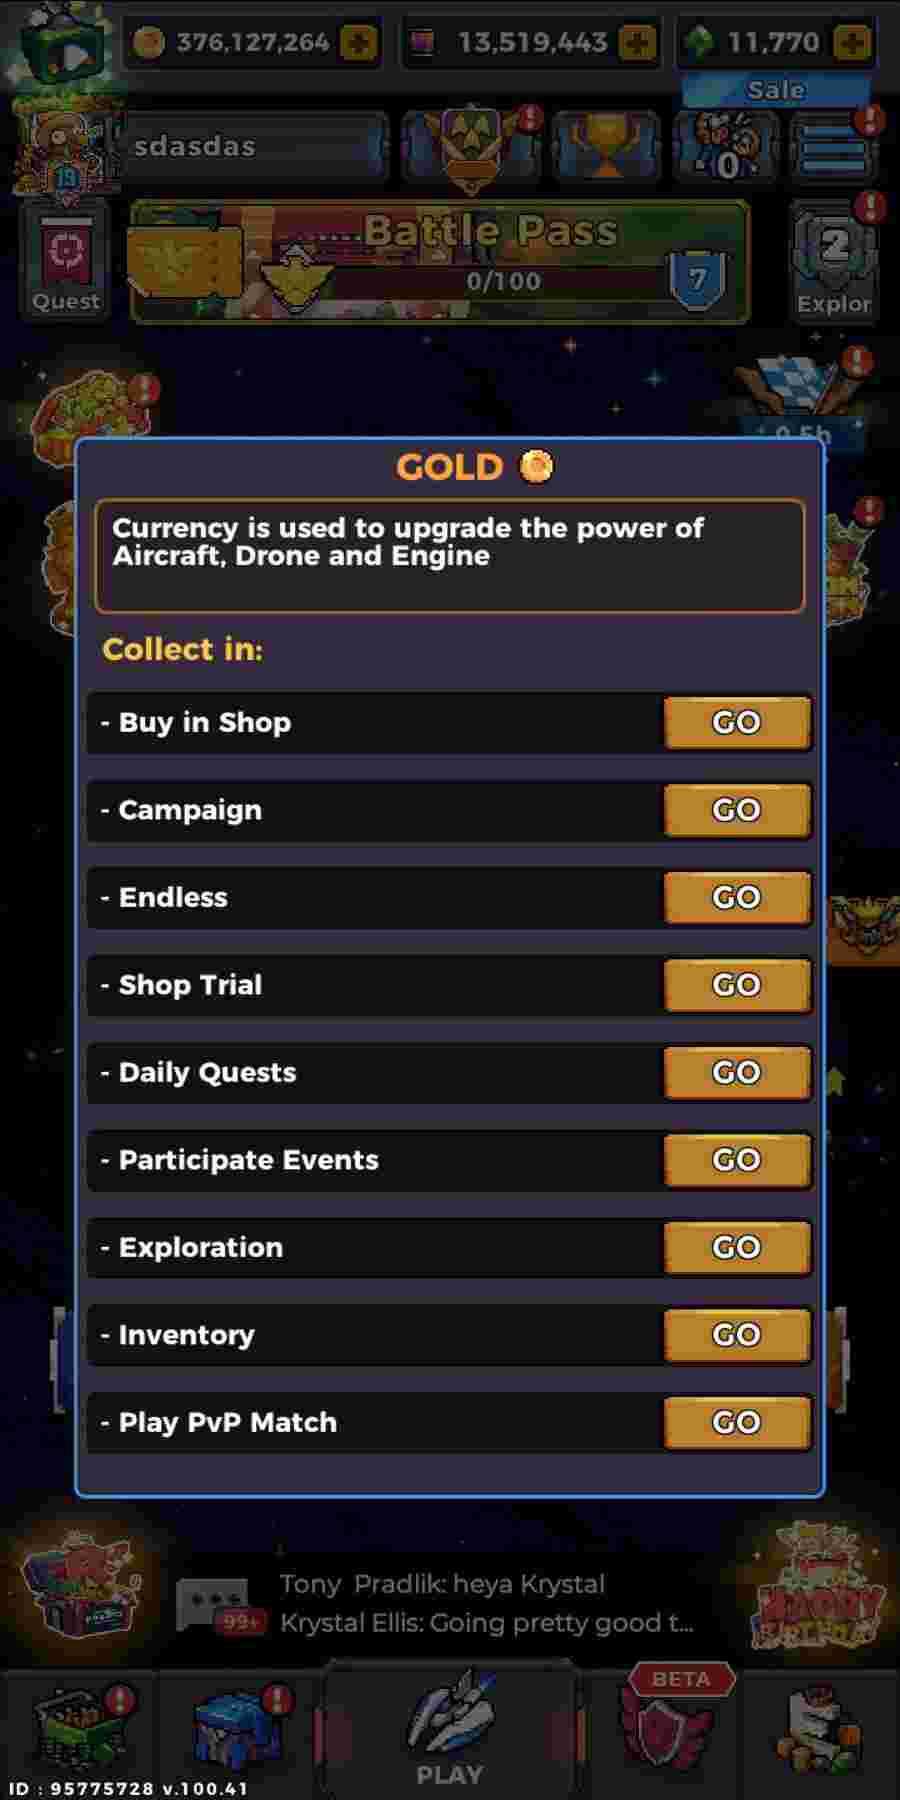 376,127,264
13,519,443
11,770
Sale
sdasdas
19
0
Quest
Battle Pass
0/100
7
2
Explor
GOLD
Currency is used to upgrade the power of
Aircraft, Drone and Engine
Collect in:
- Buy in Shop GO
- Campaign GO
- Endless GO
- Shop Trial GO
- Daily Quests GO
- Participate Events GO
- Exploration GO
- Inventory GO
- Play PvP Match GO
Tony Pradlik: heya Krystal
99+
Krystal Ellis: Going pretty good t...
HAPPY
BIRTHDAY
BETA
PLAY
ID : 95775728 v.100.41